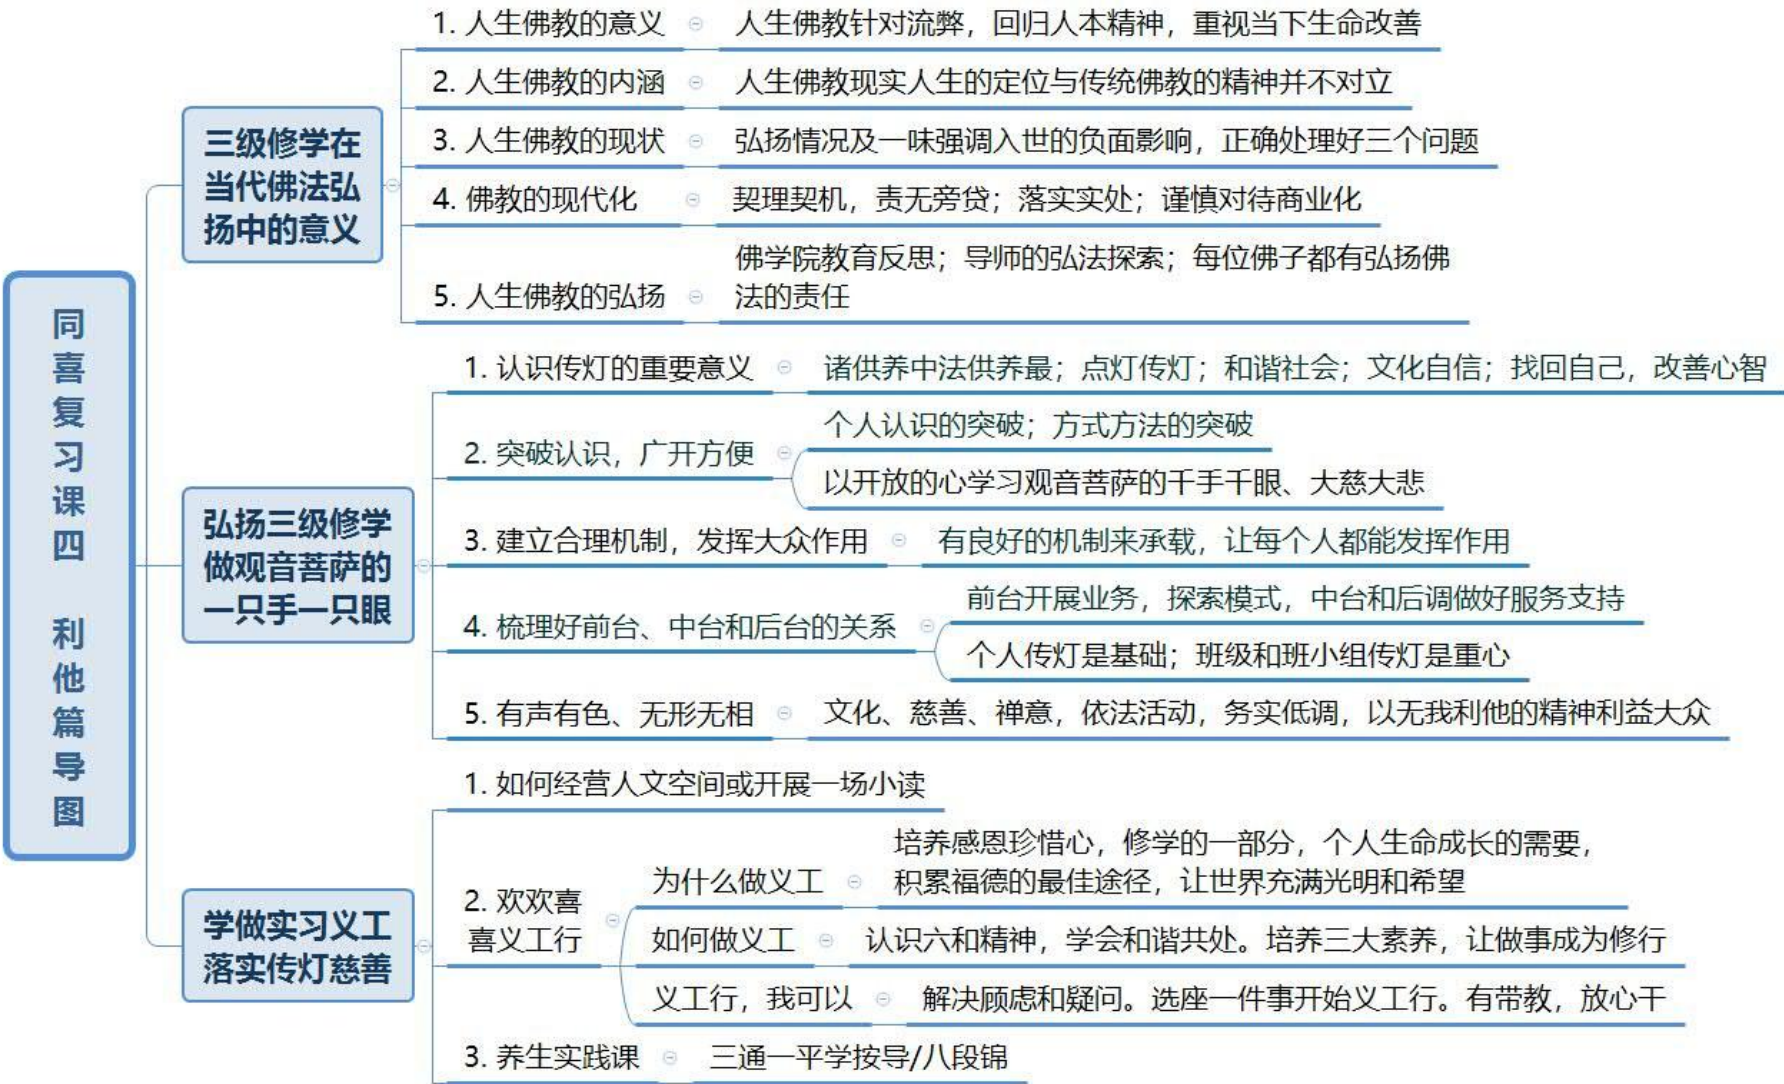 同喜复习课四 利他篇导图
三级修学在
当代佛法弘
扬中的意义
1. 人生佛教的意义
人生佛教针对流弊，回归人本精神，重视当下生命改善
2. 人生佛教的内涵
人生佛教现实人生的定位与传统佛教的精神并不对立
3. 人生佛教的现状
弘扬情况及一味强调入世的负面影响，正确处理好三个问题
4. 佛教的现代化
契理契机，责无旁贷；落实实处；谨慎对待商业化
5. 人生佛教的弘扬
佛学院教育反思；导师的弘法探索；每位佛子都有弘扬佛
法的责任
弘扬三级修学
做观音菩萨的
一只手一只眼
1. 认识传灯的重要意义
诸供养中法供养最；点灯传灯；和谐社会；文化自信；找回自己，改善心智
2. 突破认识，广开方便
个人认识的突破；方式方法的突破
以开放的心学习观音菩萨的千手千眼、大慈大悲
3. 建立合理机制，发挥大众作用
有良好的机制来承载，让每个人都能发挥作用
4. 梳理好前台、中台和后台的关系
前台开展业务，探索模式，中台和后调做好服务支持
个人传灯是基础；班级和班小组传灯是重心
5. 有声有色、无形无相
文化、慈善、禅意，依法活动，务实低调，以无我利他的精神利益大众
学做实习义工
落实传灯慈善
1. 如何经营人文空间或开展一场小读
2. 欢欢喜
喜义工行
为什么做义工
培养感恩珍惜心，修学的一部分，个人生命成长的需要，
积累福德的最佳途径，让世界充满光明和希望
如何做义工
认识六和精神，学会和谐共处。培养三大素养，让做事成为修行
义工行，我可以
解决顾虑和疑问。选座一件事开始义工行。有带教，放心干
3. 养生实践课
三通一平学按导/八段锦